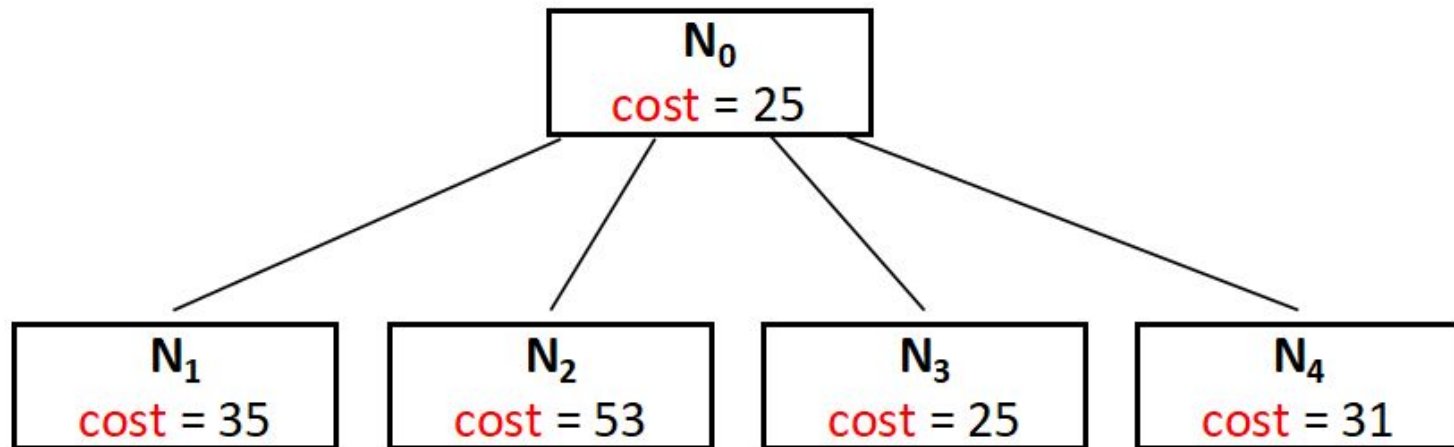 N₀
cost = 25
N₁
cost = 35
N₂
cost = 53
N₃
cost = 25
N₄
cost = 31